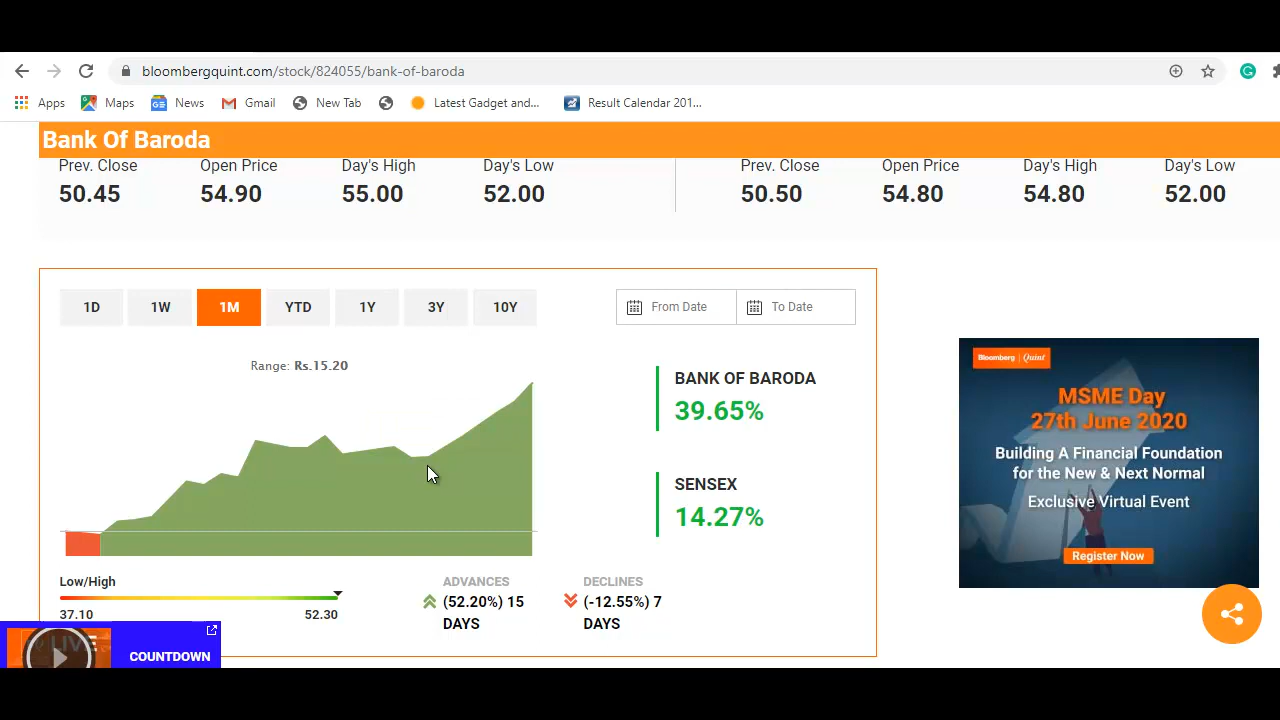 bloombergquint.com/stock/824055/bank-of-baroda
Apps Maps News Gmail New Tab Latest Gadget and... Result Calendar 201...
Bank Of Baroda
Prev. Close Open Price Day's High Day's Low Prev. Close Open Price Day's High Day's Low
50.45 54.90 55.00 52.00 50.50 54.80 54.80 52.00
1D 1W 1M YTD 1Y 3Y 10Y From Date To Date
Range: Rs.15.20
BANK OF BARODA
39.65%
SENSEX
14.27%
Low/High
37.10 52.30
ADVANCES
(52.20%) 15
DAYS
DECLINES
(-12.55%) 7
DAYS
Bloomberg | Quint
MSME Day
27th June 2020
Building A Financial Foundation
for the New & Next Normal
Exclusive Virtual Event
Register Now
LIVE
COUNTDOWN